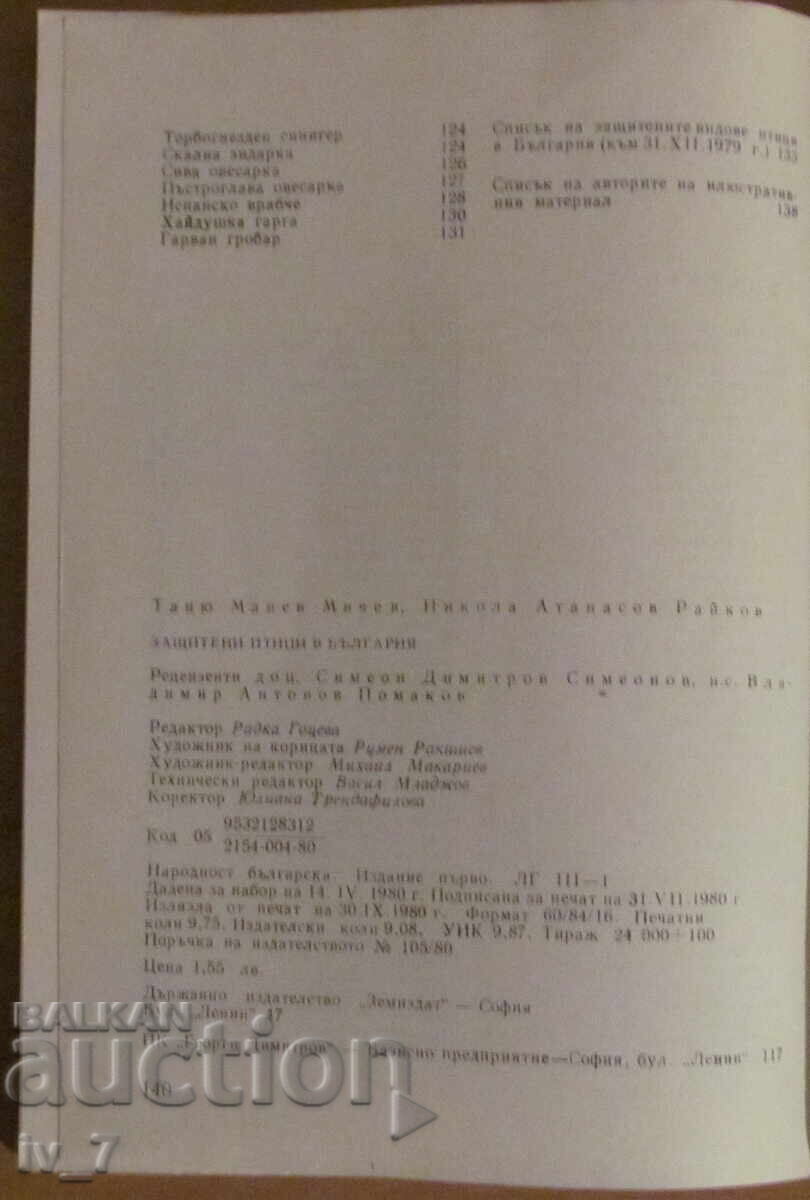 Торбогнезден синигер 124
Скална зидарка 124
Сива овесарка 126
Пъстроглава овесарка 127
Испанско врабче 128
Хайдушка гарга 130
Гарван гробар 131
Списък на защитените видове птици
в България (към 31.XII.1979 г.) 135
Списък на авторите на илюстратив-
ния материал 138
Таню Манев Мичев, Никола Атанасов Райков
ЗАЩИТЕНИ ПТИЦИ В БЪЛГАРИЯ
Рецензенти доц. Симеон Димитров Симеонов, н.с. Вла-
димир Антонов Помаков
Редактор Радка Гоцева
Художник на корицата Румен Ракшиев
Художник-редактор Михаил Макариев
Технически редактор Васил Младжов
Коректор Юлиана Трендафилова
Код 05 9532128312
2154-004-80
Народност българска. Издание първо. ЛГ III—1
Дадена за набор на 14. IV. 1980 г. Подписана за печат на 31.VII.1980 г
Излязла от печат на 30.IX.1980 г. Формат 60/84/16. Печатни
коли 9,75. Издателски коли 9,08. УИК 9,87. Тираж 24 000+100
Поръчка на издателството № 105/80
Цена 1,55 лв.
Държавно издателство „Земиздат" — София
бул. „Ленин" 47
ПК „Георги Димитров" — предприятие—София, бул. „Ленин" 117
140
BALKAN
auction
iv_7